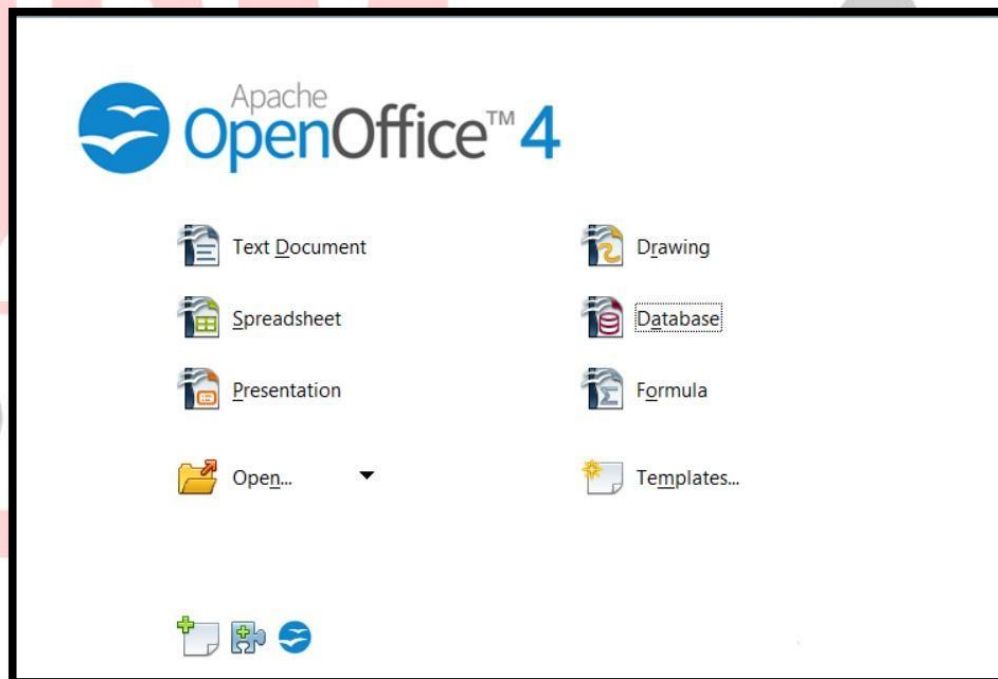 Apache
OpenOffice™ 4
Text Document
Drawing
Spreadsheet
Database
Presentation
Formula
Open...
Templates...